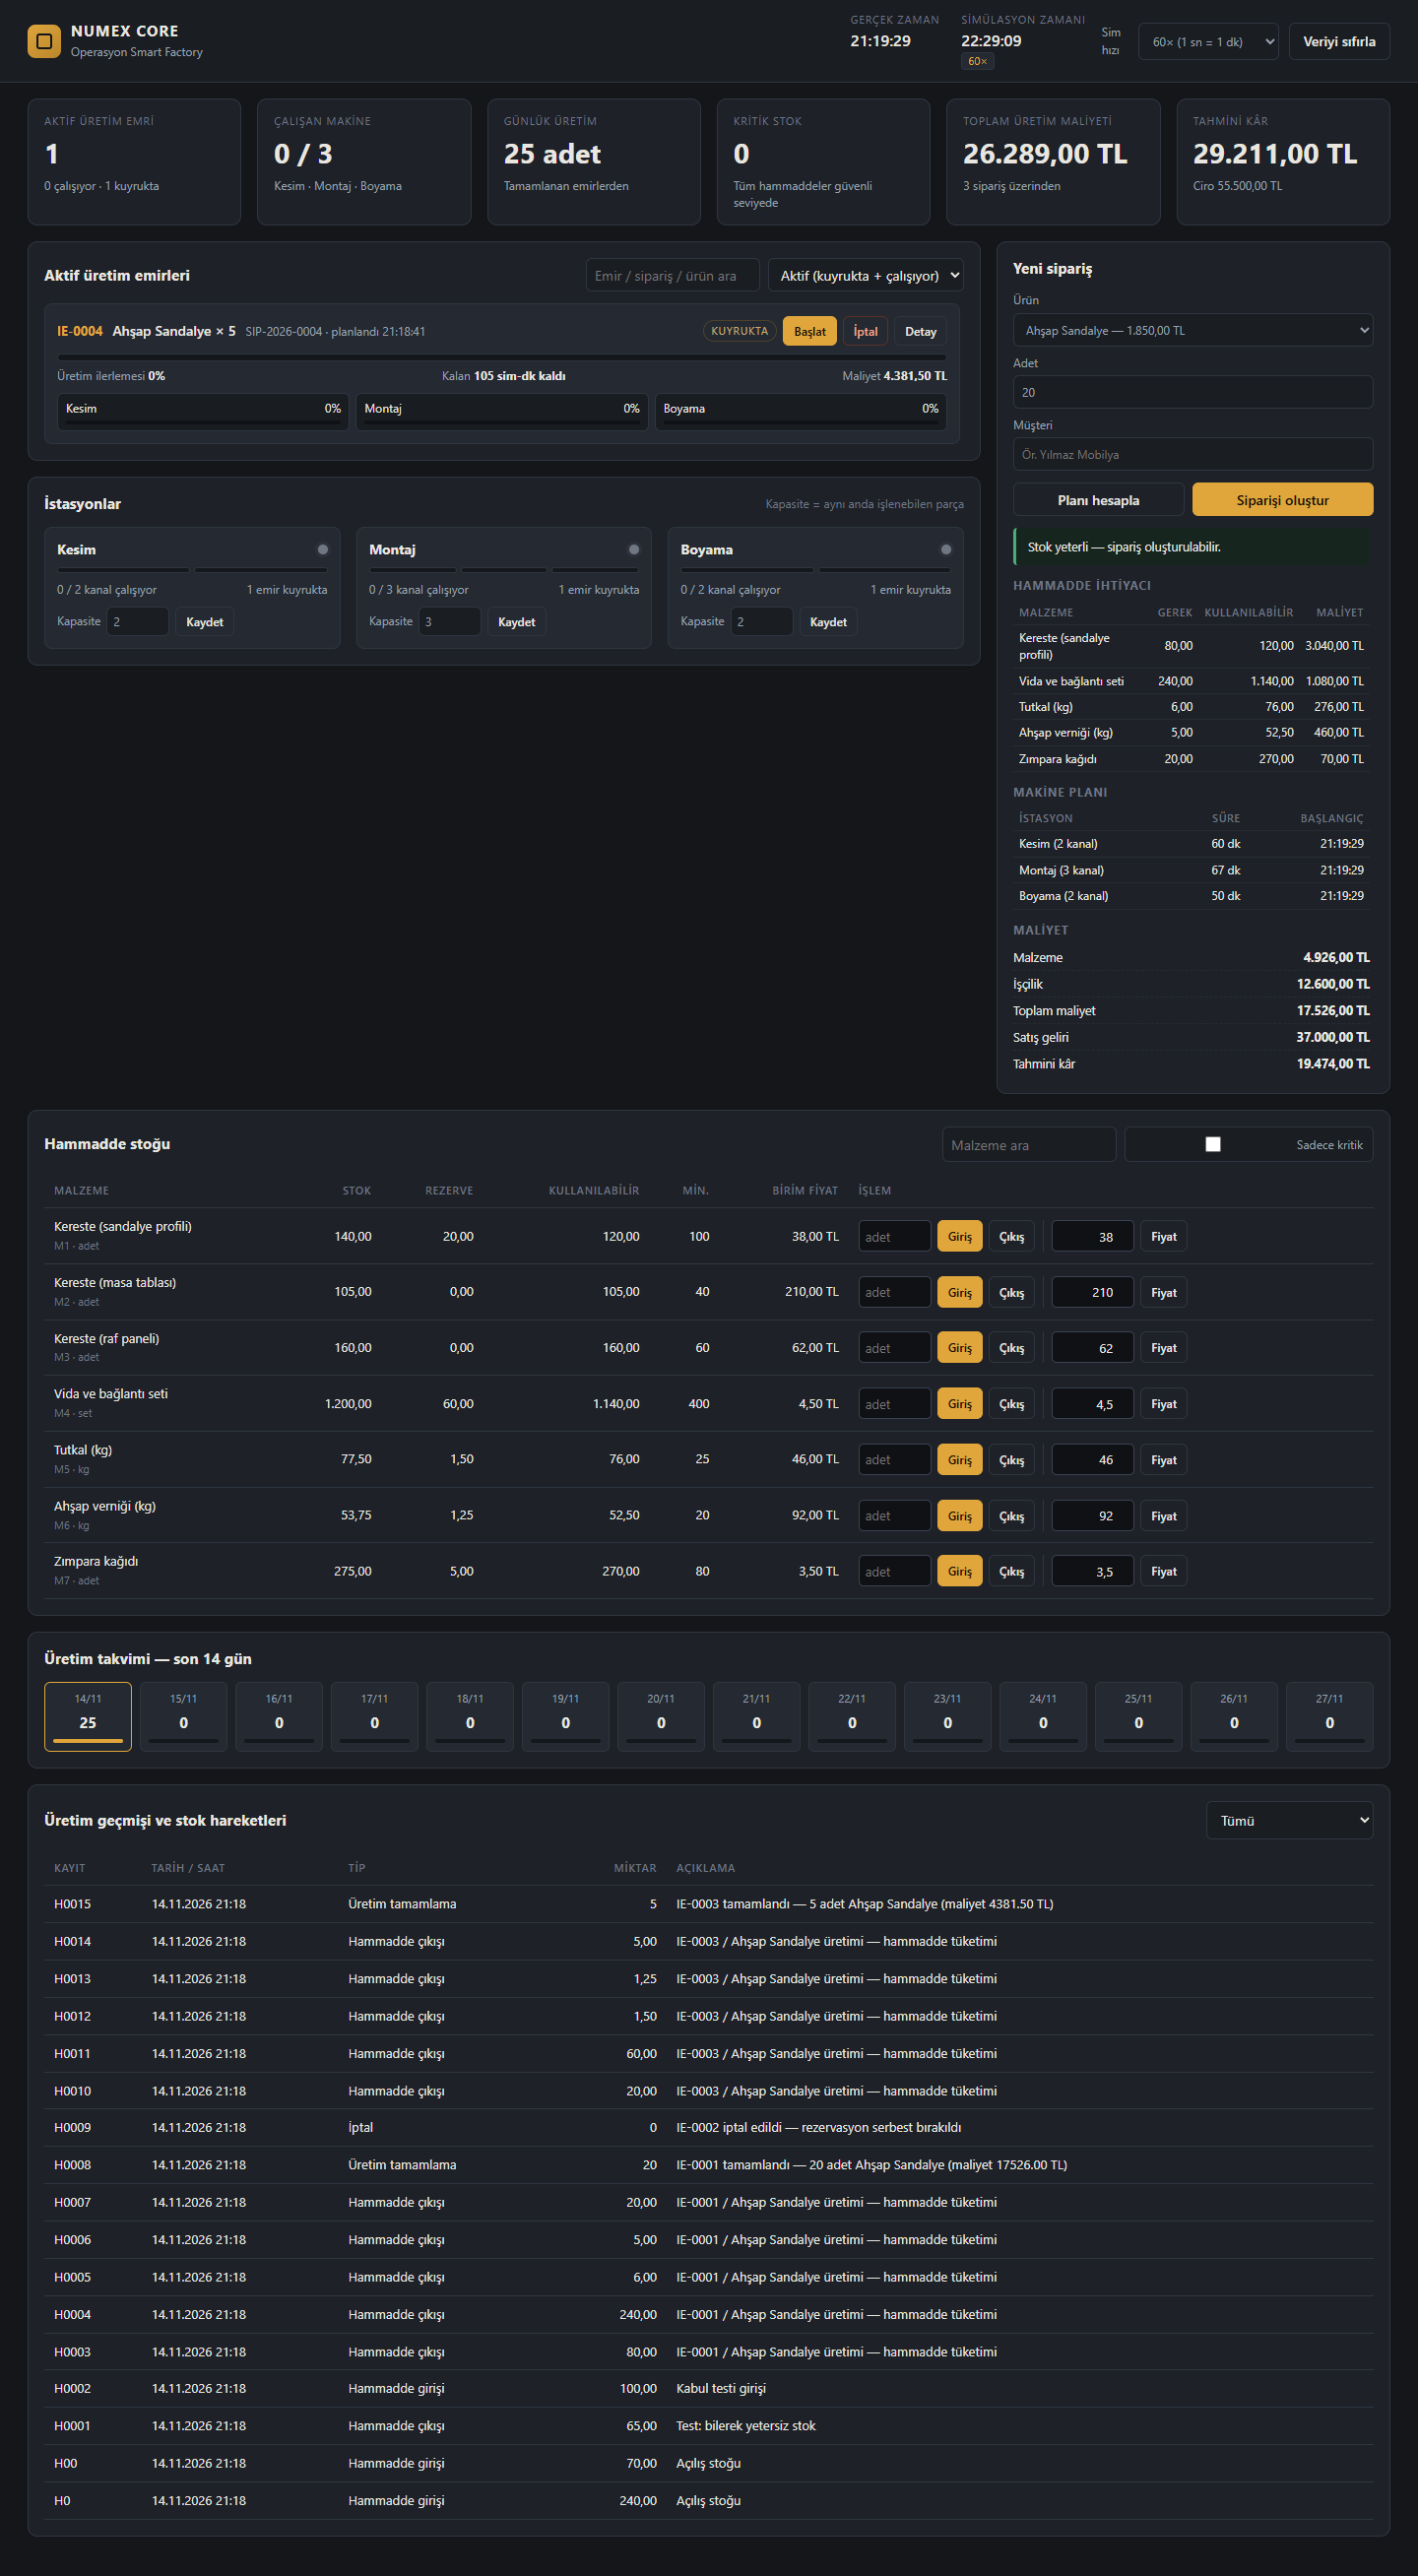 NUMEX CORE
Operasyon Smart Factory
GERÇEK ZAMAN
21:19:29
SİMÜLASYON ZAMANI
22:29:09
60×
Sim hızı
60× (1 sn = 1 dk)
Veriyi sıfırla
AKTİF ÜRETİM EMRİ
1
0 çalışıyor · 1 kuyrukta
ÇALIŞAN MAKİNE
0 / 3
Kesim · Montaj · Boyama
GÜNLÜK ÜRETİM
25 adet
Tamamlanan emirlerden
KRİTİK STOK
0
Tüm hammaddeler güvenli
seviyede
TOPLAM ÜRETİM MALİYETİ
26.289,00 TL
3 sipariş üzerinden
TAHMİNİ KÂR
29.211,00 TL
Ciro 55.500,00 TL
Aktif üretim emirleri
Emir / sipariş / ürün ara
Aktif (kuyrukta + çalışıyor)
IE-0004 Ahşap Sandalye × 5 SIP-2026-0004 · planlandı 21:18:41
KUYRUKTA Başlat İptal Detay
Üretim ilerlemesi 0% Kalan 105 sim-dk kaldı Maliyet 4.381,50 TL
Kesim 0% Montaj 0% Boyama 0%
İstasyonlar
Kapasite = aynı anda işlenebilen parça
Kesim
0 / 2 kanal çalışıyor 1 emir kuyrukta
Kapasite 2 Kaydet
Montaj
0 / 3 kanal çalışıyor 1 emir kuyrukta
Kapasite 3 Kaydet
Boyama
0 / 2 kanal çalışıyor 1 emir kuyrukta
Kapasite 2 Kaydet
Yeni sipariş
Ürün
Ahşap Sandalye — 1.850,00 TL
Adet
20
Müşteri
Ör. Yılmaz Mobilya
Planı hesapla Siparişi oluştur
Stok yeterli — sipariş oluşturulabilir.
HAMMADDE İHTİYACI
MALZEME GEREK KULLANILABİLİR MALİYET
Kereste (sandalye profili) 80,00 120,00 3.040,00 TL
Vida ve bağlantı seti 240,00 1.140,00 1.080,00 TL
Tutkal (kg) 6,00 76,00 276,00 TL
Ahşap verniği (kg) 5,00 52,50 460,00 TL
Zımpara kağıdı 20,00 270,00 70,00 TL
MAKİNE PLANI
İSTASYON SÜRE BAŞLANGIÇ
Kesim (2 kanal) 60 dk 21:19:29
Montaj (3 kanal) 67 dk 21:19:29
Boyama (2 kanal) 50 dk 21:19:29
MALİYET
Malzeme 4.926,00 TL
İşçilik 12.600,00 TL
Toplam maliyet 17.526,00 TL
Satış geliri 37.000,00 TL
Tahmini kâr 19.474,00 TL
Hammadde stoğu
Malzeme ara
Sadece kritik
MALZEME STOK REZERVE KULLANILABİLİR MİN. BİRİM FİYAT İŞLEM
Kereste (sandalye profili) 140,00 20,00 120,00 100 38,00 TL adet Giriş Çıkış 38 Fiyat
M1 · adet
Kereste (masa tablası) 105,00 0,00 105,00 40 210,00 TL adet Giriş Çıkış 210 Fiyat
M2 · adet
Kereste (raf paneli) 160,00 0,00 160,00 60 62,00 TL adet Giriş Çıkış 62 Fiyat
M3 · adet
Vida ve bağlantı seti 1.200,00 60,00 1.140,00 400 4,50 TL adet Giriş Çıkış 4,5 Fiyat
M4 · set
Tutkal (kg) 77,50 1,50 76,00 25 46,00 TL adet Giriş Çıkış 46 Fiyat
M5 · kg
Ahşap verniği (kg) 53,75 1,25 52,50 20 92,00 TL adet Giriş Çıkış 92 Fiyat
M6 · kg
Zımpara kağıdı 275,00 5,00 270,00 80 3,50 TL adet Giriş Çıkış 3,5 Fiyat
M7 · adet
Üretim takvimi — son 14 gün
14/11 15/11 16/11 17/11 18/11 19/11 20/11 21/11 22/11 23/11 24/11 25/11 26/11 27/11
25 0 0 0 0 0 0 0 0 0 0 0 0 0
Üretim geçmişi ve stok hareketleri
Tümü
KAYIT TARİH / SAAT TİP MİKTAR AÇIKLAMA
H0015 14.11.2026 21:18 Üretim tamamlama 5 IE-0003 tamamlandı — 5 adet Ahşap Sandalye (maliyet 4381.50 TL)
H0014 14.11.2026 21:18 Hammadde çıkışı 5,00 IE-0003 / Ahşap Sandalye üretimi — hammadde tüketimi
H0013 14.11.2026 21:18 Hammadde çıkışı 1,25 IE-0003 / Ahşap Sandalye üretimi — hammadde tüketimi
H0012 14.11.2026 21:18 Hammadde çıkışı 1,50 IE-0003 / Ahşap Sandalye üretimi — hammadde tüketimi
H0011 14.11.2026 21:18 Hammadde çıkışı 60,00 IE-0003 / Ahşap Sandalye üretimi — hammadde tüketimi
H0010 14.11.2026 21:18 Hammadde çıkışı 20,00 IE-0003 / Ahşap Sandalye üretimi — hammadde tüketimi
H0009 14.11.2026 21:18 İptal 0 IE-0002 iptal edildi — rezervasyon serbest bırakıldı
H0008 14.11.2026 21:18 Üretim tamamlama 20 IE-0001 tamamlandı — 20 adet Ahşap Sandalye (maliyet 17526.00 TL)
H0007 14.11.2026 21:18 Hammadde çıkışı 20,00 IE-0001 / Ahşap Sandalye üretimi — hammadde tüketimi
H0006 14.11.2026 21:18 Hammadde çıkışı 5,00 IE-0001 / Ahşap Sandalye üretimi — hammadde tüketimi
H0005 14.11.2026 21:18 Hammadde çıkışı 6,00 IE-0001 / Ahşap Sandalye üretimi — hammadde tüketimi
H0004 14.11.2026 21:18 Hammadde çıkışı 240,00 IE-0001 / Ahşap Sandalye üretimi — hammadde tüketimi
H0003 14.11.2026 21:18 Hammadde çıkışı 80,00 IE-0001 / Ahşap Sandalye üretimi — hammadde tüketimi
H0002 14.11.2026 21:18 Hammadde girişi 100,00 Kabul testi girişi
H0001 14.11.2026 21:18 Hammadde çıkışı 65,00 Test: bilerek yetersiz stok
H00 14.11.2026 21:18 Hammadde girişi 70,00 Açılış stoğu
H0 14.11.2026 21:18 Hammadde girişi 240,00 Açılış stoğu